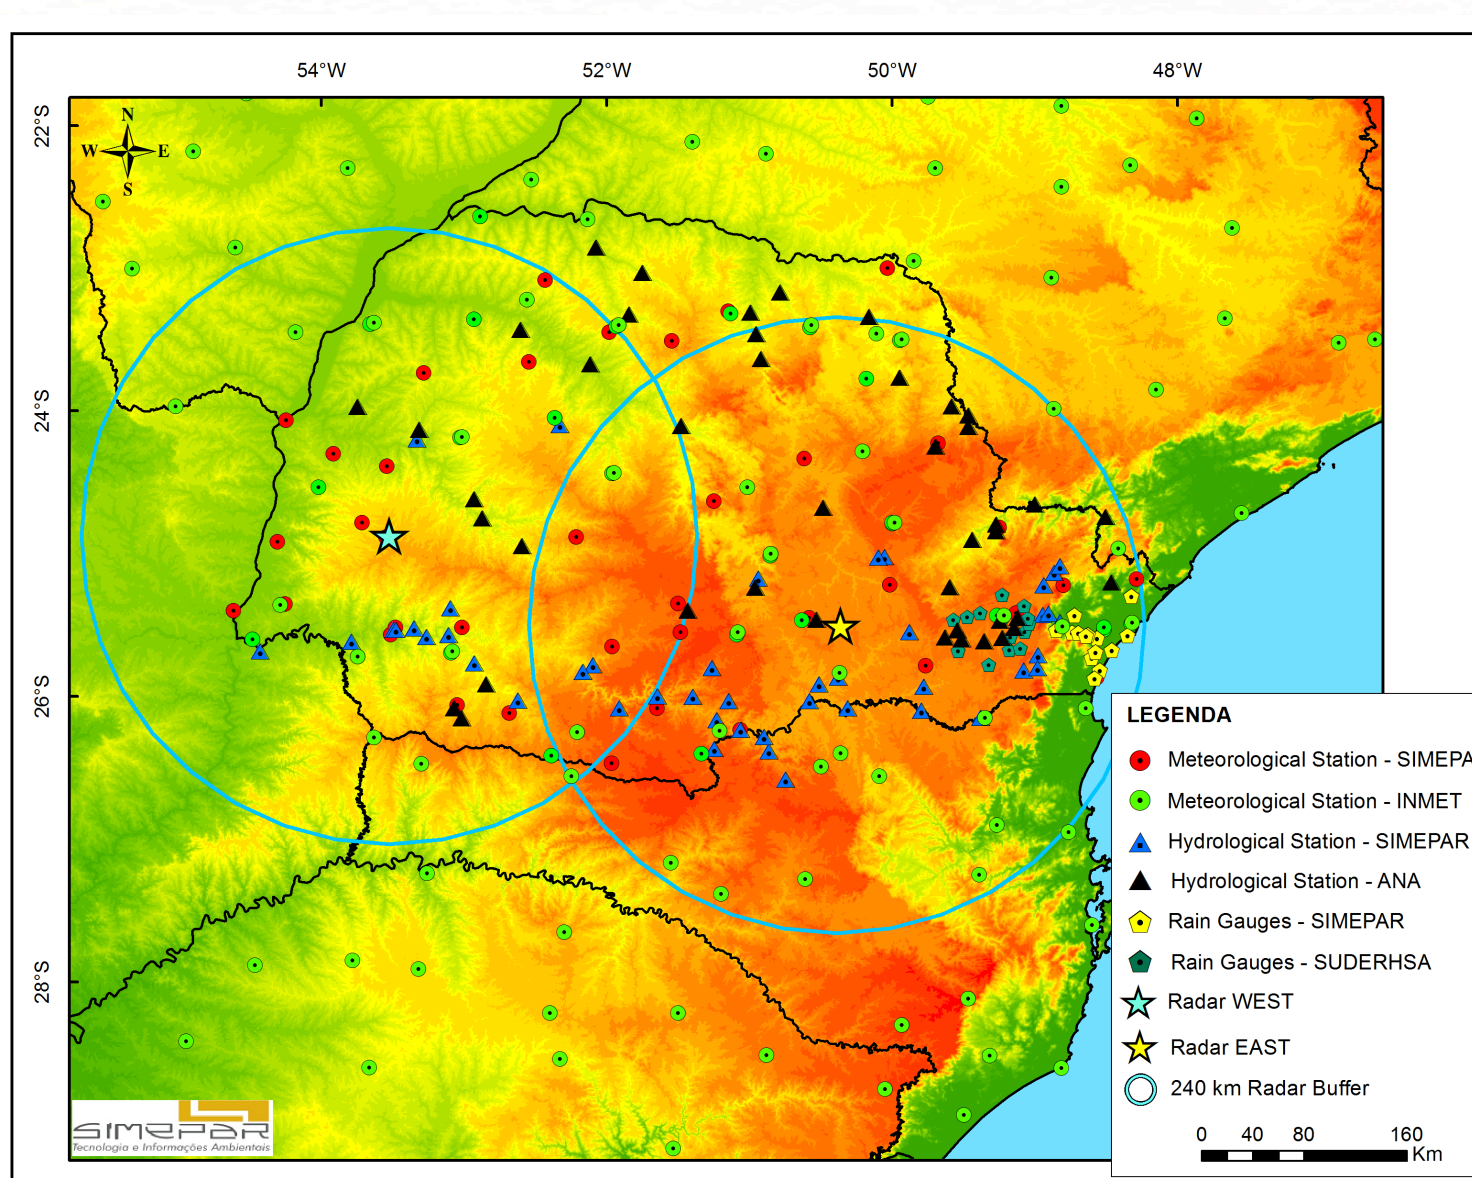 54°W 52°W 50°W 48°W
22°S
24°S
26°S
28°S
N
W E
S
LEGENDA
Meteorological Station - SIMEPA
Meteorological Station - INMET
Hydrological Station - SIMEPAR
Hydrological Station - ANA
Rain Gauges - SIMEPAR
Rain Gauges - SUDERHSA
Radar WEST
Radar EAST
240 km Radar Buffer
0 40 80 160
Km
SIMEPAR
Tecnologia e Informações Ambientais